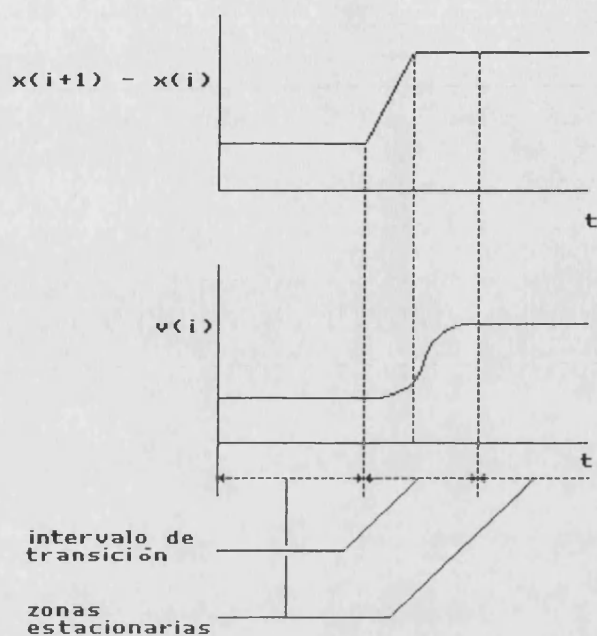 x(i+1) - x(i)
t
v(i)
t
intervalo de
transición
zonas
estacionarias